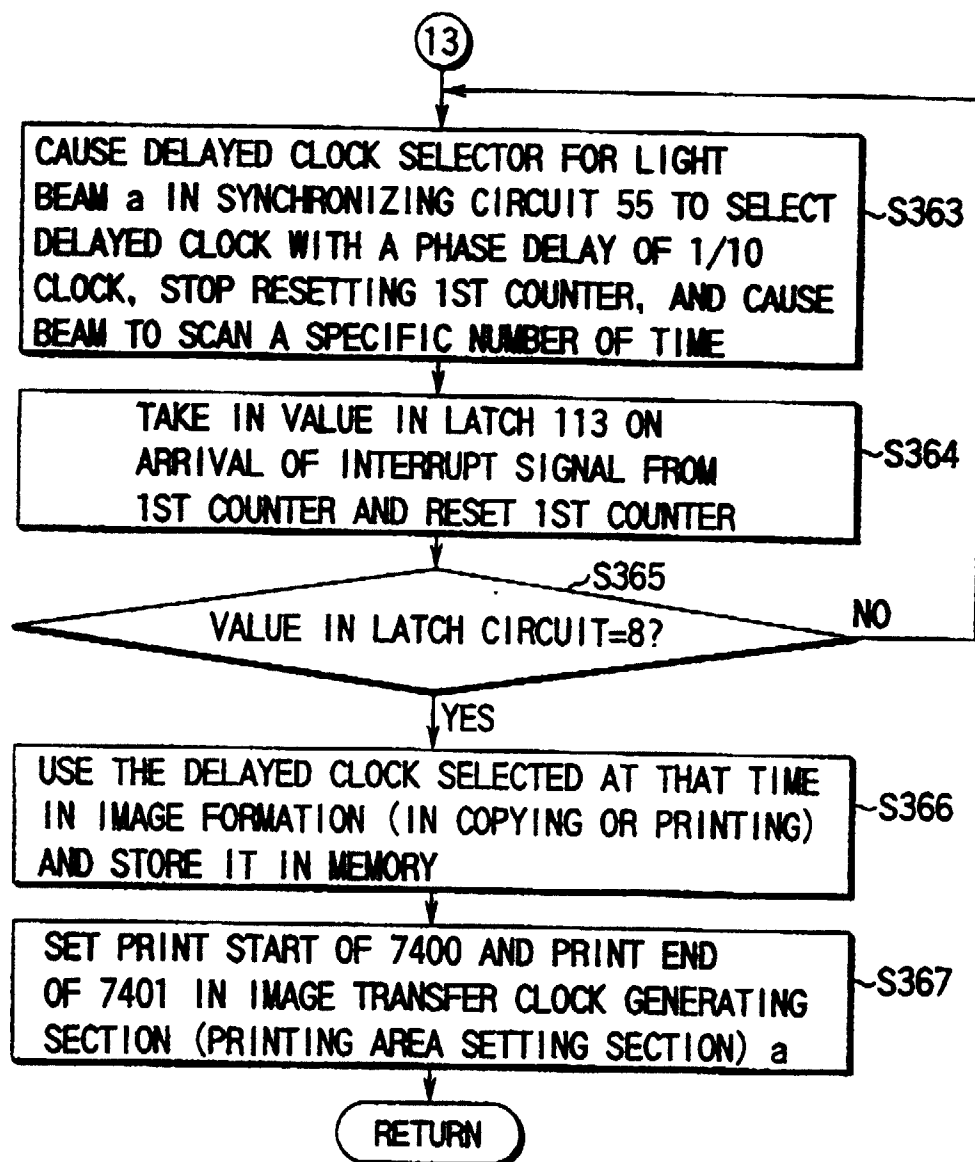 13
CAUSE DELAYED CLOCK SELECTOR FOR LIGHT
BEAM a IN SYNCHRONIZING CIRCUIT 55 TO SELECT
DELAYED CLOCK WITH A PHASE DELAY OF 1/10
CLOCK, STOP RESETTING 1ST COUNTER, AND CAUSE
BEAM TO SCAN A SPECIFIC NUMBER OF TIME
S363
TAKE IN VALUE IN LATCH 113 ON
ARRIVAL OF INTERRUPT SIGNAL FROM
1ST COUNTER AND RESET 1ST COUNTER
S364
S365
VALUE IN LATCH CIRCUIT=8?
NO
YES
USE THE DELAYED CLOCK SELECTED AT THAT TIME
IN IMAGE FORMATION (IN COPYING OR PRINTING)
AND STORE IT IN MEMORY
S366
SET PRINT START OF 7400 AND PRINT END
OF 7401 IN IMAGE TRANSFER CLOCK GENERATING
SECTION (PRINTING AREA SETTING SECTION) a
S367
RETURN